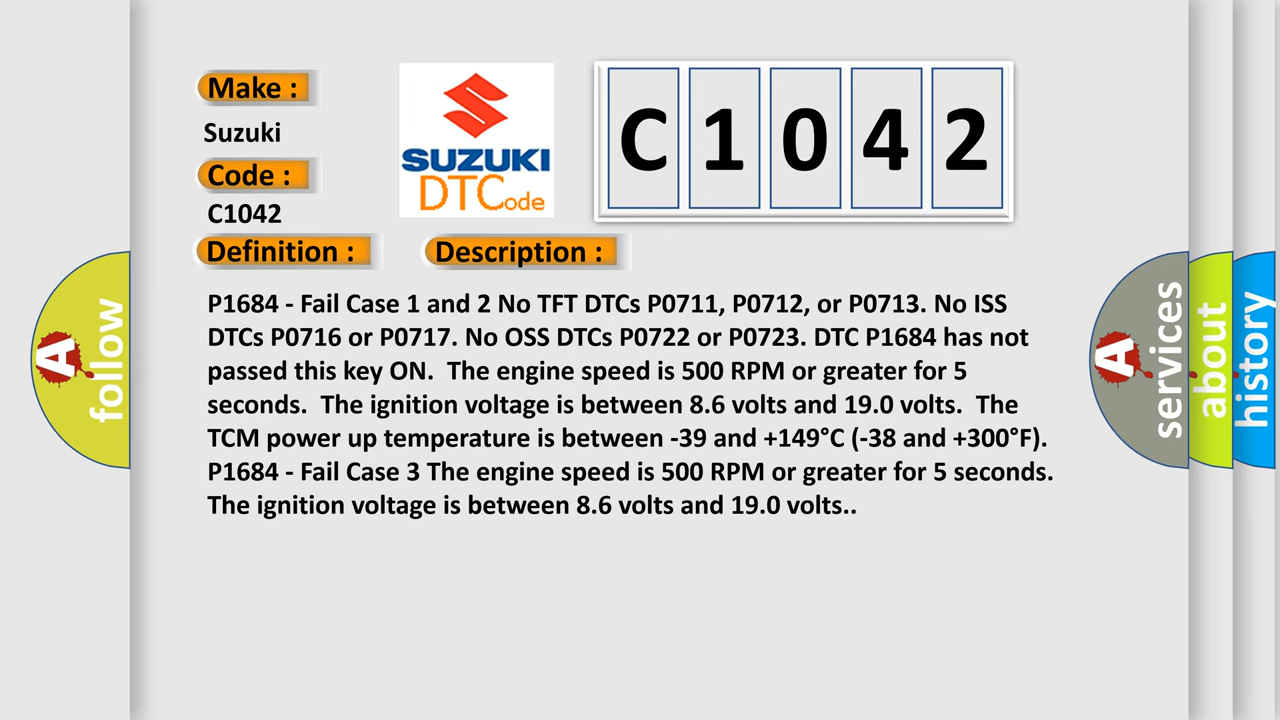 Make :
Suzuki
Code :
C1042
Definition :
Description :
SUZUKI
DTCode
C1042
P1684 - Fail Case 1 and 2 No TFT DTCs P0711, P0712, or P0713. No ISS
DTCs P0716 or P0717. No OSS DTCs P0722 or P0723. DTC P1684 has not
passed this key ON. The engine speed is 500 RPM or greater for 5
seconds. The ignition voltage is between 8.6 volts and 19.0 volts. The
TCM power up temperature is between -39 and +149°C (-38 and +300°F).
P1684 - Fail Case 3 The engine speed is 500 RPM or greater for 5 seconds.
The ignition voltage is between 8.6 volts and 19.0 volts..
A follow
A services
about
history